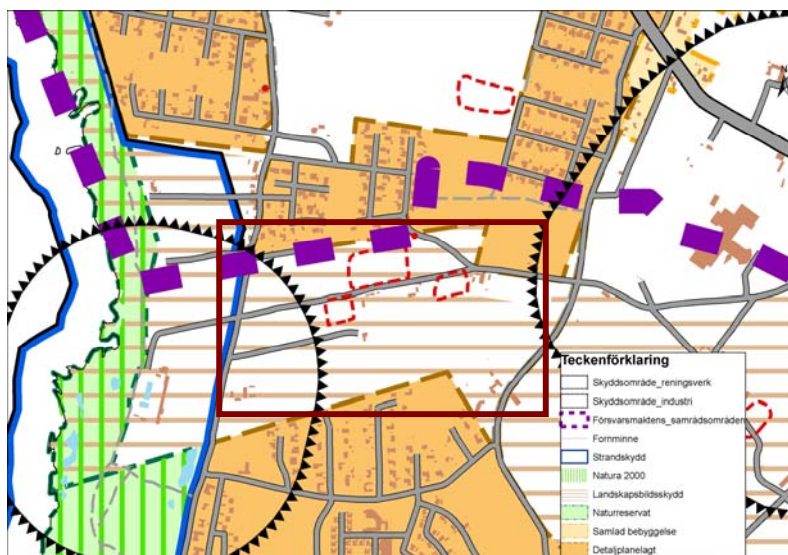 Teckenförklaring
Skyddsområde_reningsverk
Skyddsområde_industri
Försvarsmaktens_samrådsområden
Fornminne
Strandskydd
Natura 2000
Landskapsbildsskydd
Naturreservat
Samlad bebyggelse
Detaljplanelagt